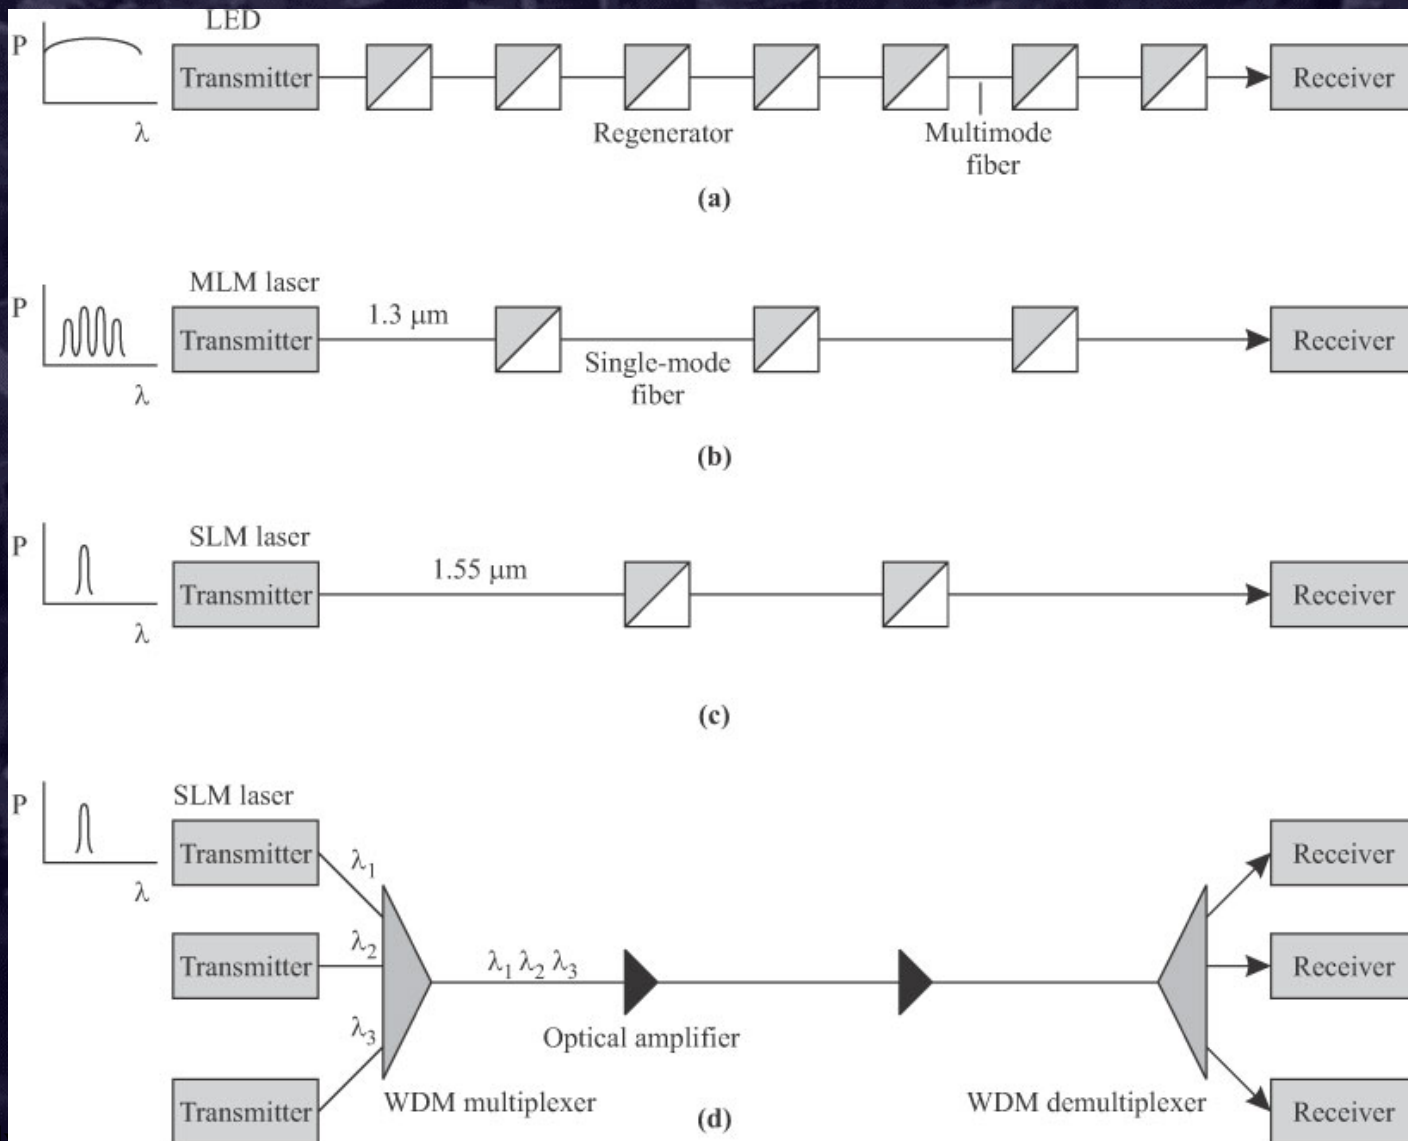 LED
P
Transmitter
Receiver
λ
Regenerator
Multimode
fiber
(a)
MLM laser
P
1.3 μm
Transmitter
Receiver
Single-mode
fiber
λ
(b)
SLM laser
P
1.55 μm
Transmitter
Receiver
λ
(c)
SLM laser
P
Transmitter
Receiver
λ
λ1
λ2
Transmitter
Receiver
λ1 λ2 λ3
λ3
Optical amplifier
WDM multiplexer
WDM demultiplexer
Transmitter
Receiver
(d)